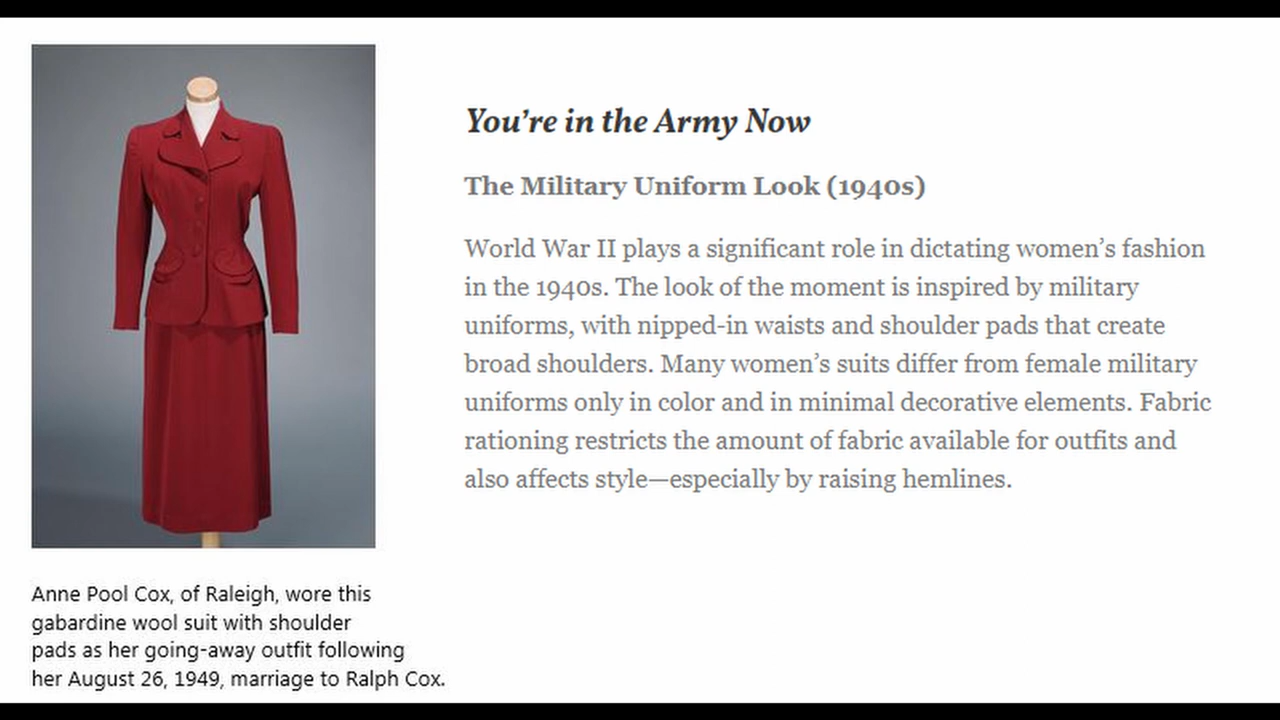 You're in the Army Now
The Military Uniform Look (1940s)
World War II plays a significant role in dictating women's fashion
in the 1940s. The look of the moment is inspired by military
uniforms, with nipped-in waists and shoulder pads that create
broad shoulders. Many women's suits differ from female military
uniforms only in color and in minimal decorative elements. Fabric
rationing restricts the amount of fabric available for outfits and
also affects style—especially by raising hemlines.
Anne Pool Cox, of Raleigh, wore this
gabardine wool suit with shoulder
pads as her going-away outfit following
her August 26, 1949, marriage to Ralph Cox.